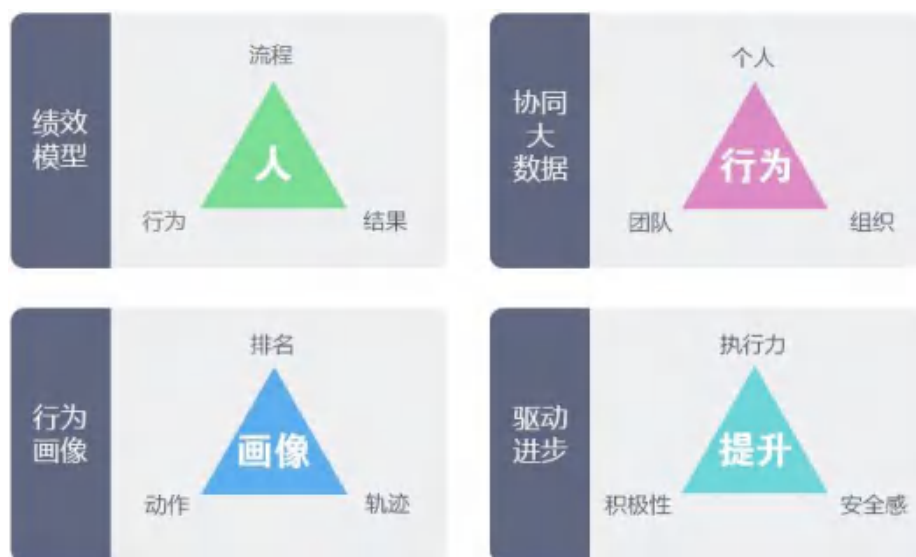 绩效
模型
流程
人
行为
结果
协同
大
数据
个人
行为
团队
组织
行为
画像
排名
画像
动作
轨迹
驱动
进步
执行力
提升
积极性
安全感